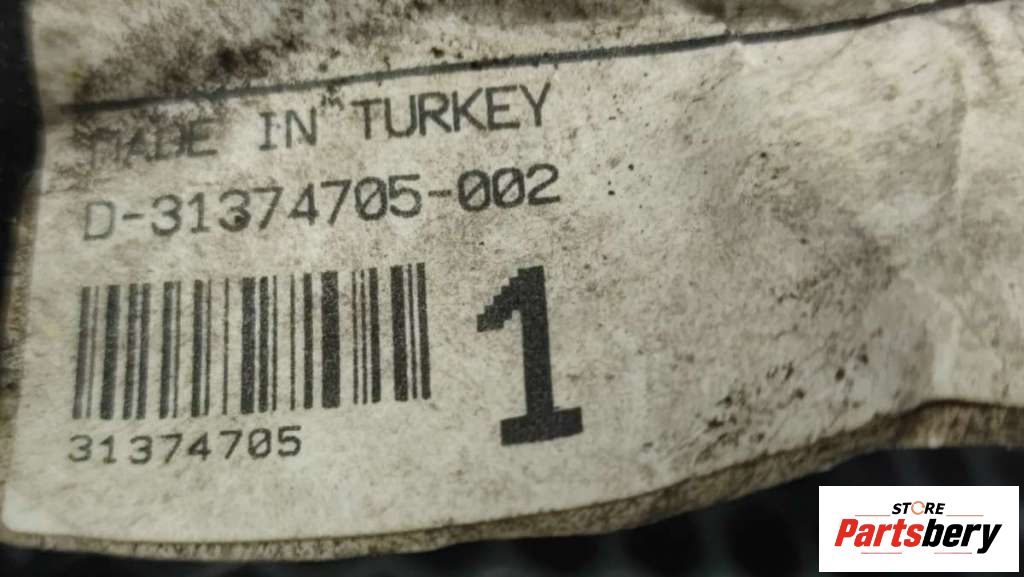 MADE IN TURKEY
D-31374705-002
1
31374705
STORE
Partsbery